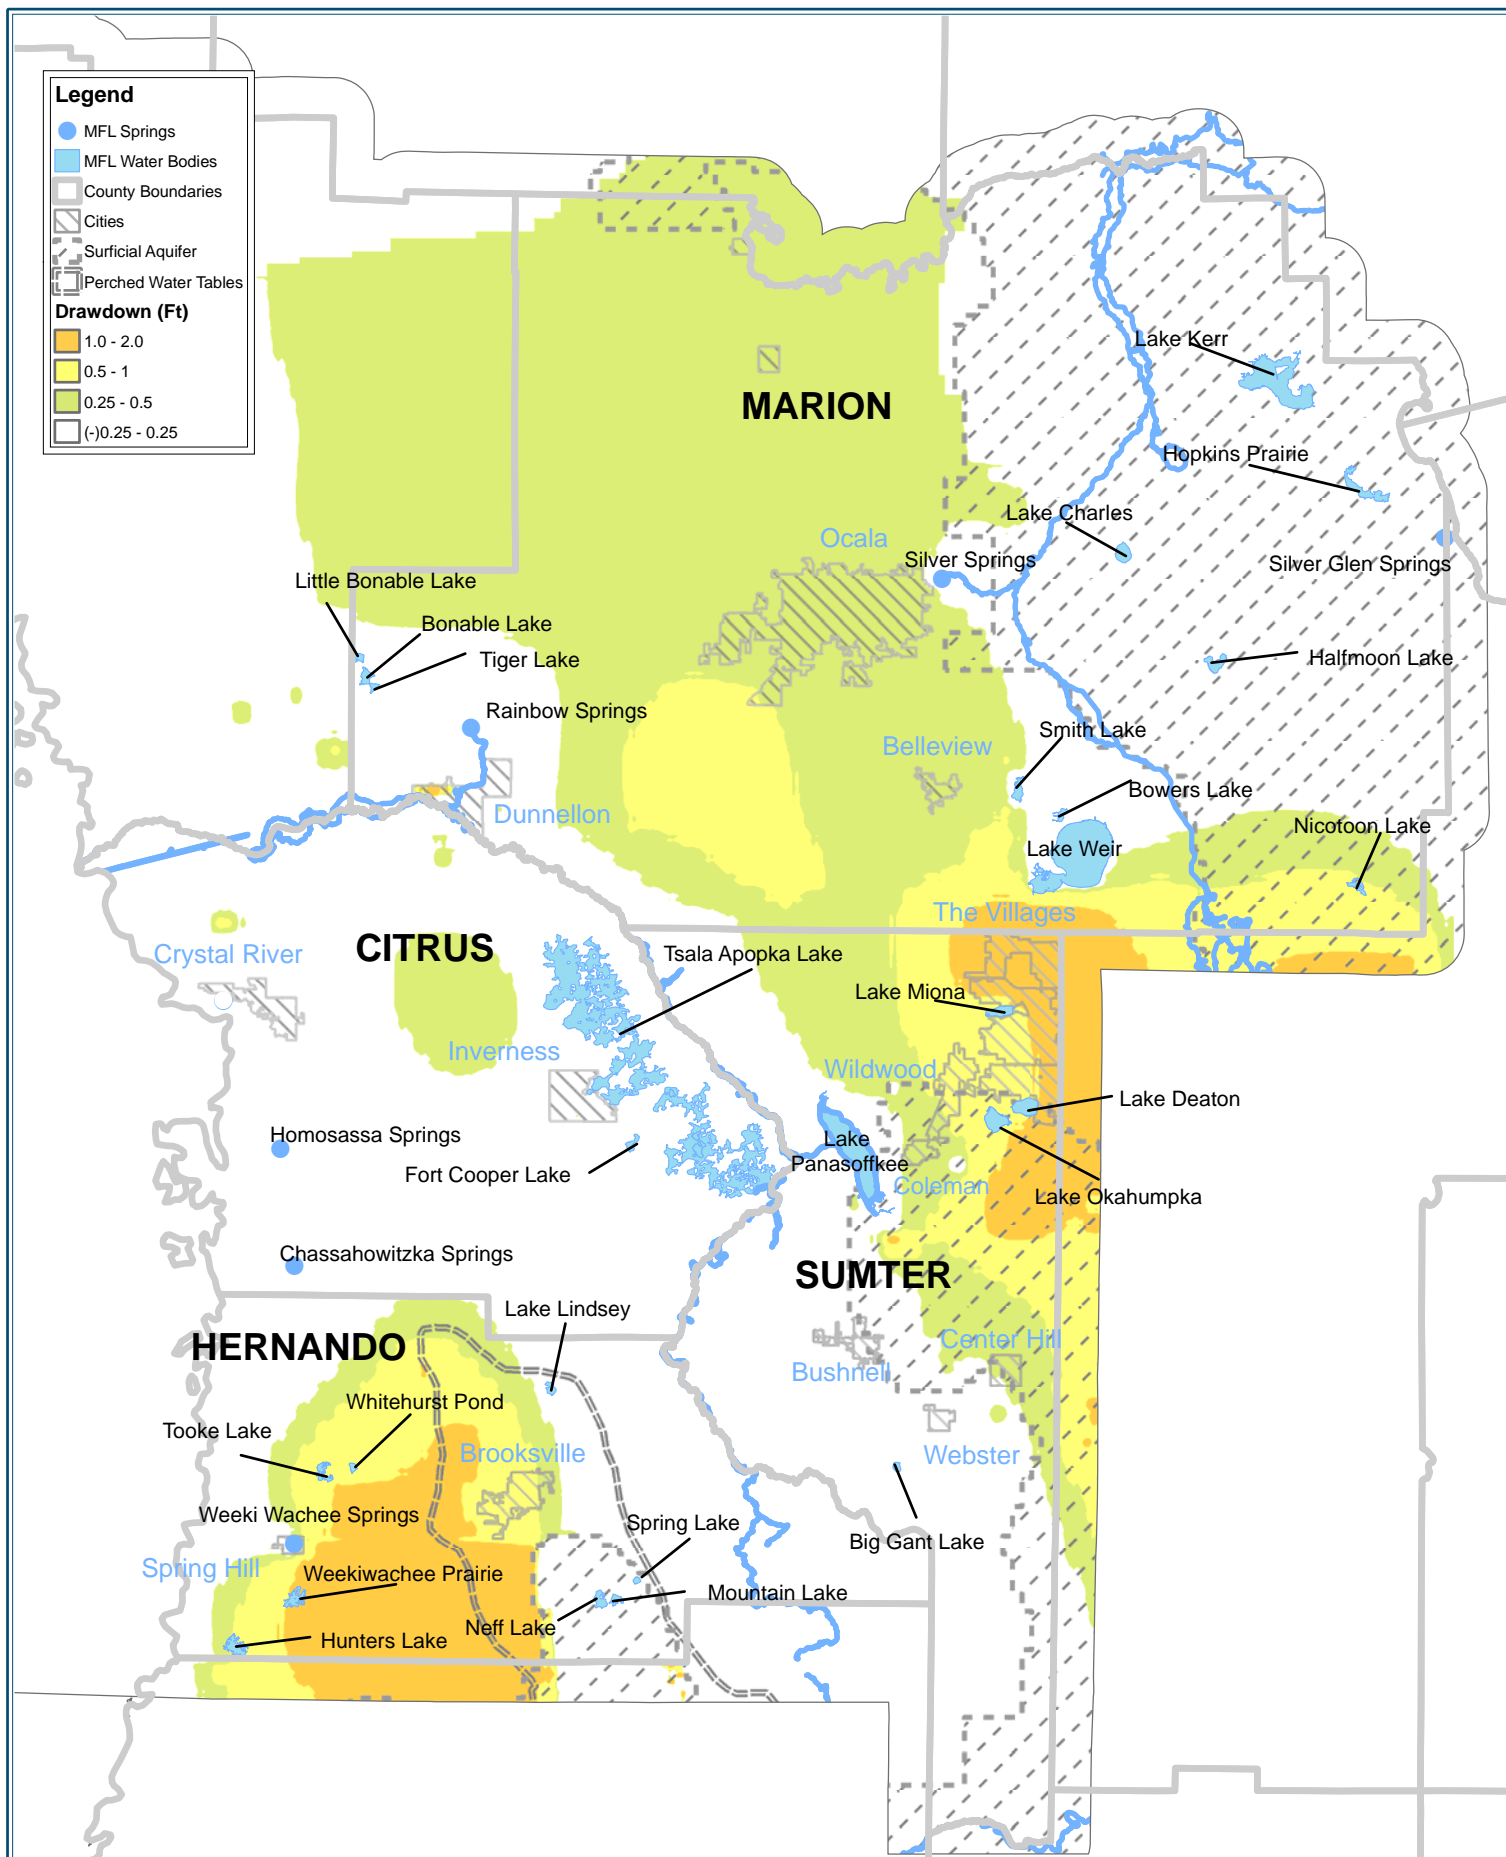 Legend
MFL Springs
MFL Water Bodies
County Boundaries
Cities
Surficial Aquifer
Perched Water Tables
Drawdown (Ft)
1.0 - 2.0
0.5 - 1
0.25 - 0.5
(-)0.25 - 0.25
Lake Kerr
MARION
Hopkins Prairie
Lake Charles
Ocala
Silver Springs
Silver Glen Springs
Little Bonable Lake
Bonable Lake
Tiger Lake
Halfmoon Lake
Rainbow Springs
Smith Lake
Belleview
Bowers Lake
Dunnellon
Nicotoon Lake
Lake Weir
The Villages
CITRUS
Crystal River
Tsala Apopka Lake
Lake Miona
Inverness
Wildwood
Lake Deaton
Homosassa Springs
Lake
Panasoffkee
Fort Cooper Lake
Coleman
Lake Okahumpka
Chassahowitzka Springs
SUMTER
Lake Lindsey
HERNANDO
Center Hill
Bushnell
Whitehurst Pond
Tooke Lake
Brooksville
Webster
Weeki Wachee Springs
Spring Lake
Big Gant Lake
Spring Hill
Weekiwachee Prairie
Mountain Lake
Neff Lake
Hunters Lake